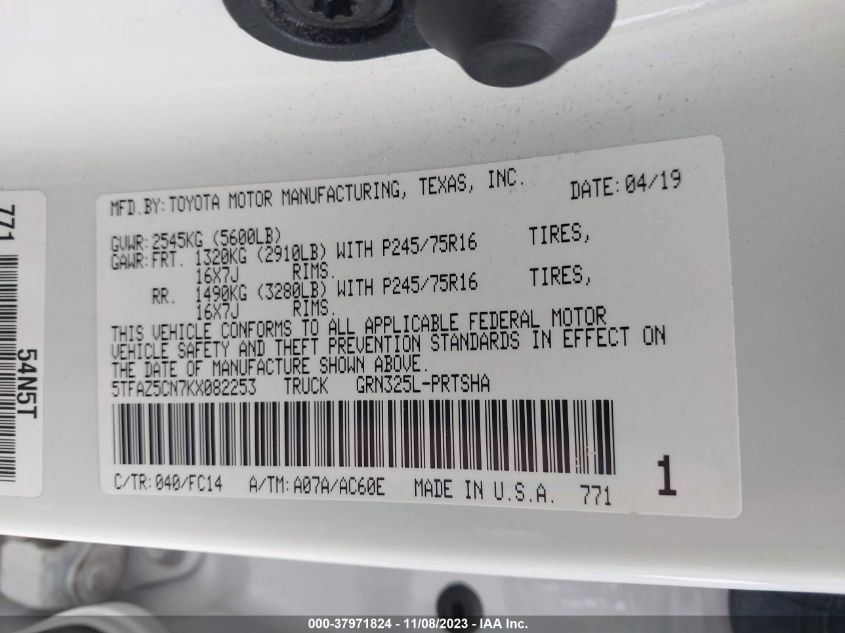 MFD.BY:TOYOTA MOTOR MANUFACTURING, TEXAS, INC. DATE:04/19
GVWR:2545KG (5600LB)
GAWR:FRT. 1320KG (2910LB) WITH P245/75R16 TIRES,
16X7J RIMS.
RR. 1490KG (3280LB) WITH P245/75R16 TIRES,
16X7J RIMS.
THIS VEHICLE CONFORMS TO ALL APPLICABLE FEDERAL MOTOR
VEHICLE SAFETY AND THEFT PREVENTION STANDARDS IN EFFECT ON
THE DATE OF MANUFACTURE SHOWN ABOVE.
5TFAZ5CN7KX082253 TRUCK GRN325L-PRTSHA
C/TR:040/FC14 A/TM:A07A/AC60E MADE IN U.S.A. 771 1
771
54N5T
000-37971824 | 11/08/2023 | IAA Inc.